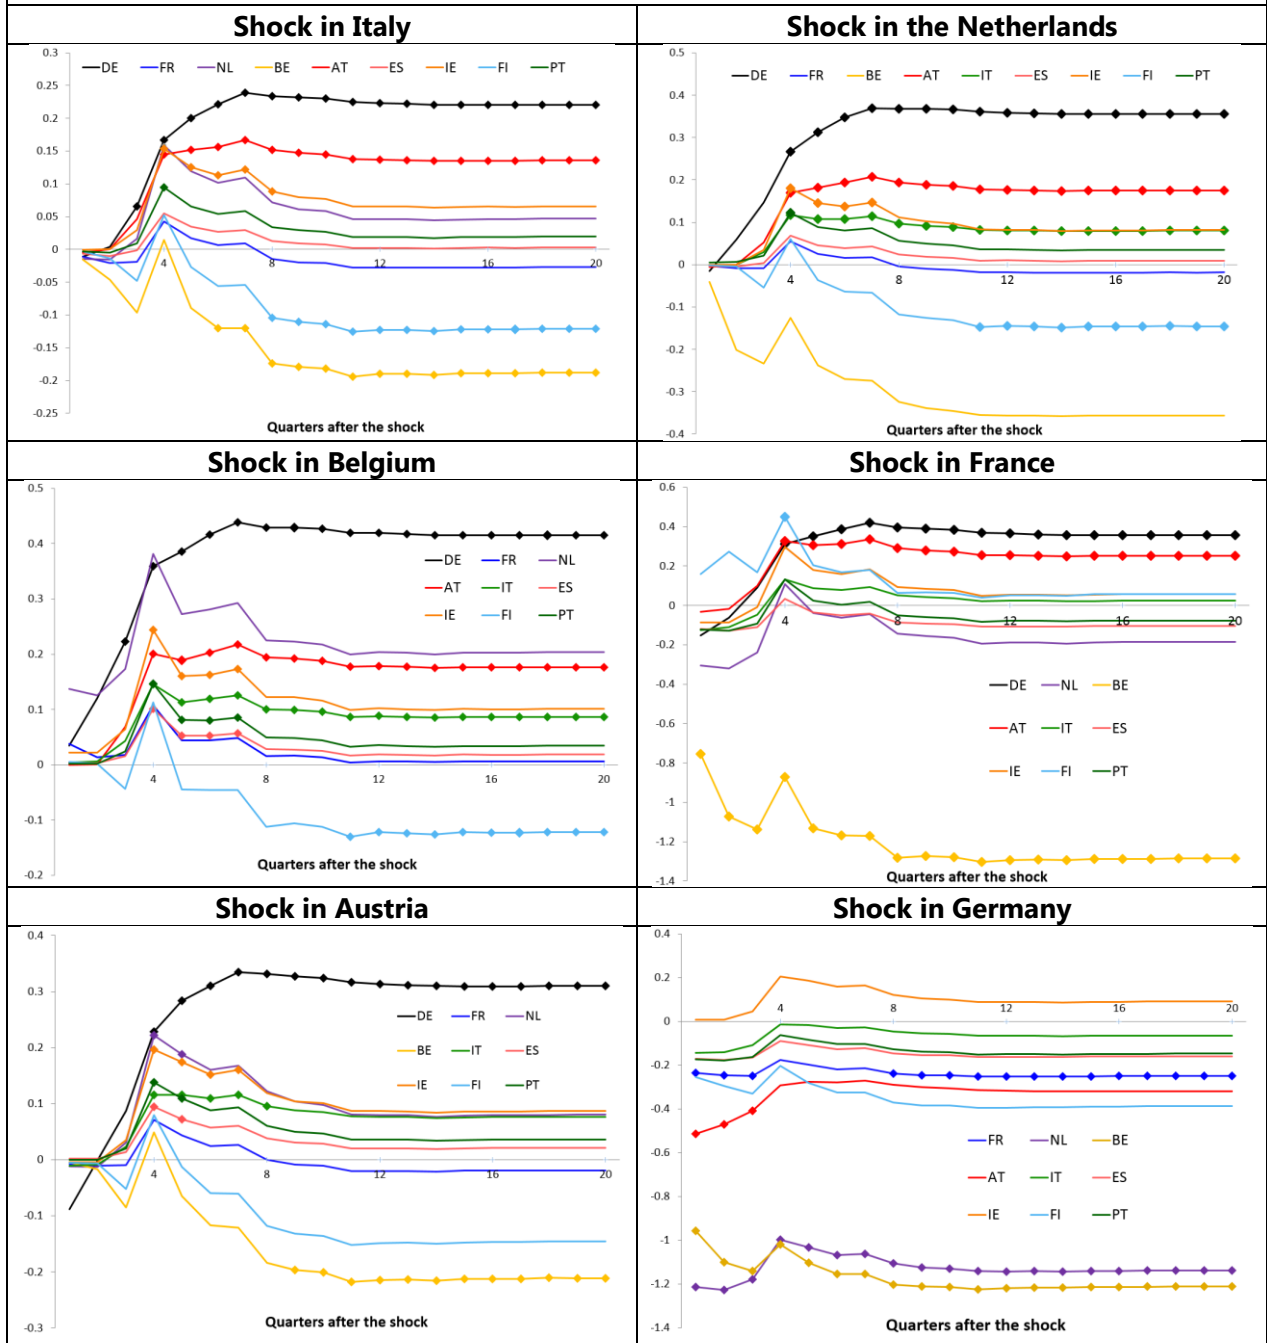 Shock in Italy
0.3
0.25
0.2
0.15
0.1
0.05
0
-0.05
-0.1
-0.15
-0.2
-0.25
DE FR NL BE AT ES IE FI PT
4 8 12 16 20
Quarters after the shock
Shock in the Netherlands
0.5
0.4
0.3
0.2
0.1
0
-0.1
-0.2
-0.3
-0.4
DE FR BE AT IT ES IE FI PT
4 8 12 16 20
Quarters after the shock
Shock in Belgium
0.5
0.4
0.3
0.2
0.1
0
-0.1
-0.2
DE FR NL
AT IT ES
IE FI PT
4 8 12 16 20
Quarters after the shock
Shock in France
0.6
0.4
0.2
0
-0.2
-0.4
-0.6
-0.8
-1
-1.2
-1.4
4 8 12 16 20
DE NL BE
AT IT ES
IE FI PT
Quarters after the shock
Shock in Austria
0.4
0.3
0.2
0.1
0
-0.1
-0.2
-0.3
DE FR NL
BE IT ES
IE FI PT
4 8 12 16 20
Quarters after the shock
Shock in Germany
0.4
0.2
0
-0.2
-0.4
-0.6
-0.8
-1
-1.2
-1.4
4 8 12 16 20
FR NL BE
AT IT ES
IE FI PT
Quarters after the shock